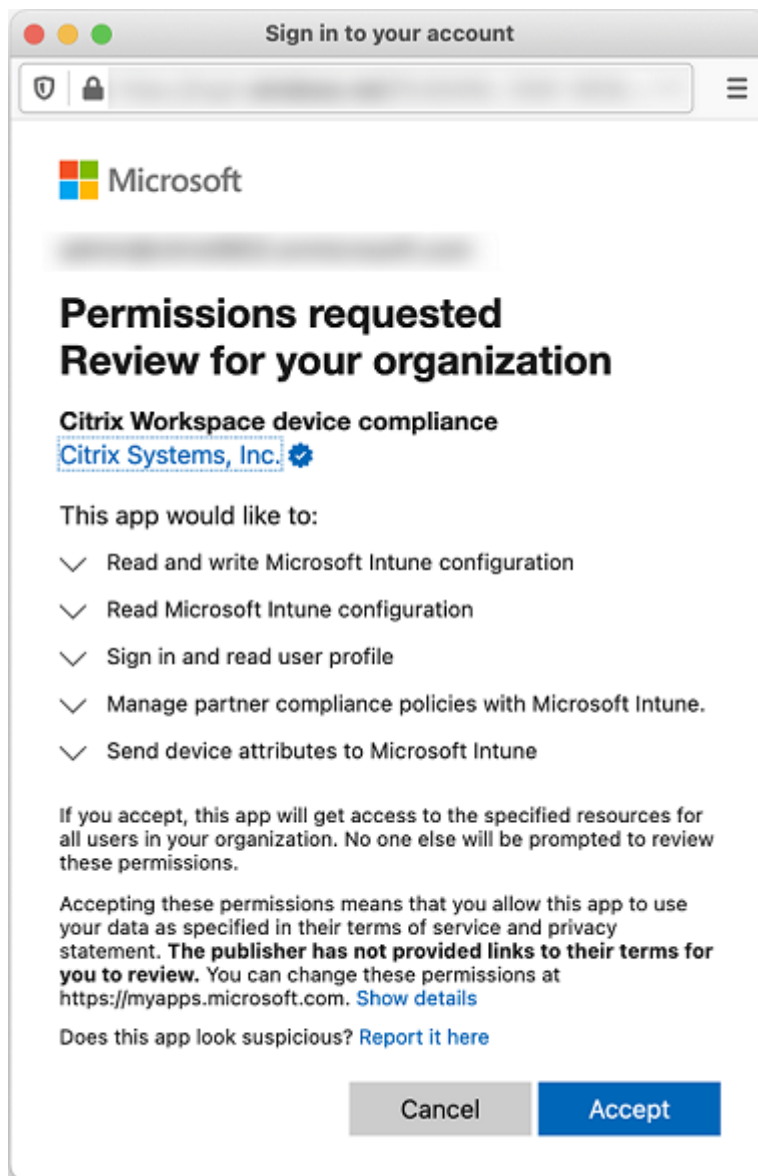 Sign in to your account
Microsoft
Permissions requested
Review for your organization
Citrix Workspace device compliance
Citrix Systems, Inc.
This app would like to:
Read and write Microsoft Intune configuration
Read Microsoft Intune configuration
Sign in and read user profile
Manage partner compliance policies with Microsoft Intune.
Send device attributes to Microsoft Intune
If you accept, this app will get access to the specified resources for
all users in your organization. No one else will be prompted to review
these permissions.
Accepting these permissions means that you allow this app to use
your data as specified in their terms of service and privacy
statement. The publisher has not provided links to their terms for
you to review. You can change these permissions at
https://myapps.microsoft.com. Show details
Does this app look suspicious? Report it here
Cancel Accept